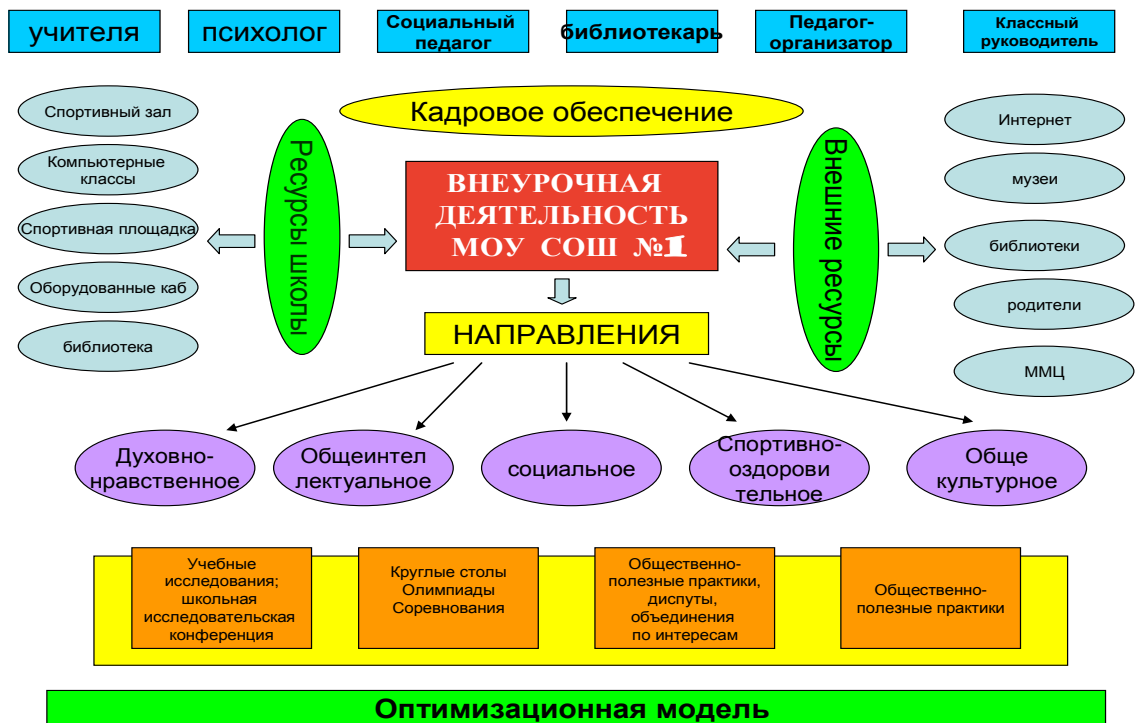 учителя
психолог
Социальный
педагог
библиотекарь
Педагог-
организатор
Классный
руководитель
Кадровое обеспечение
Спортивный зал
Компьютерные
классы
Спортивная площадка
Оборудованные каб
библиотека
Ресурсы школы
ВНЕУРОЧНАЯ
ДЕЯТЕЛЬНОСТЬ
МОУ СОШ №1
Внешние ресурсы
Интернет
музеи
библиотеки
родители
ММЦ
НАПРАВЛЕНИЯ
Духовно-
нравственное
Общеинтел
лектуальное
социальное
Спортивно-
оздорови
тельное
Обще
культурное
Учебные
исследования;
школьная
исследовательская
конференция
Круглые столы
Олимпиады
Соревнования
Общественно-
полезные практики,
диспуты,
объединения
по интересам
Общественно-
полезные практики
Оптимизационная модель